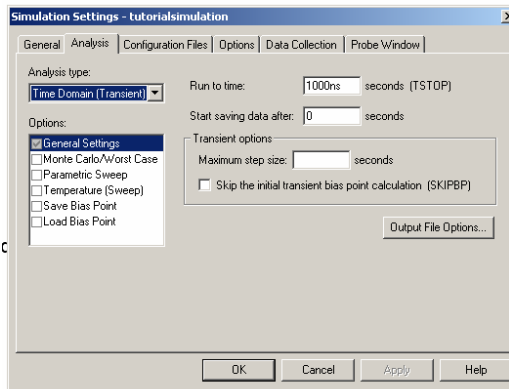 Simulation Settings - tutorialsimulation
General Analysis Configuration Files Options Data Collection Probe Window
Analysis type:
Time Domain (Transient)
Options:
General Settings
Monte Carlo/Worst Case
Parametric Sweep
Temperature (Sweep)
Save Bias Point
Load Bias Point
Run to time: 1000ns seconds (TSTOP)
Start saving data after: 0 seconds
Transient options
Maximum step size: seconds
Skip the initial transient bias point calculation (SKIPBP)
Output File Options...
OK Cancel Apply Help